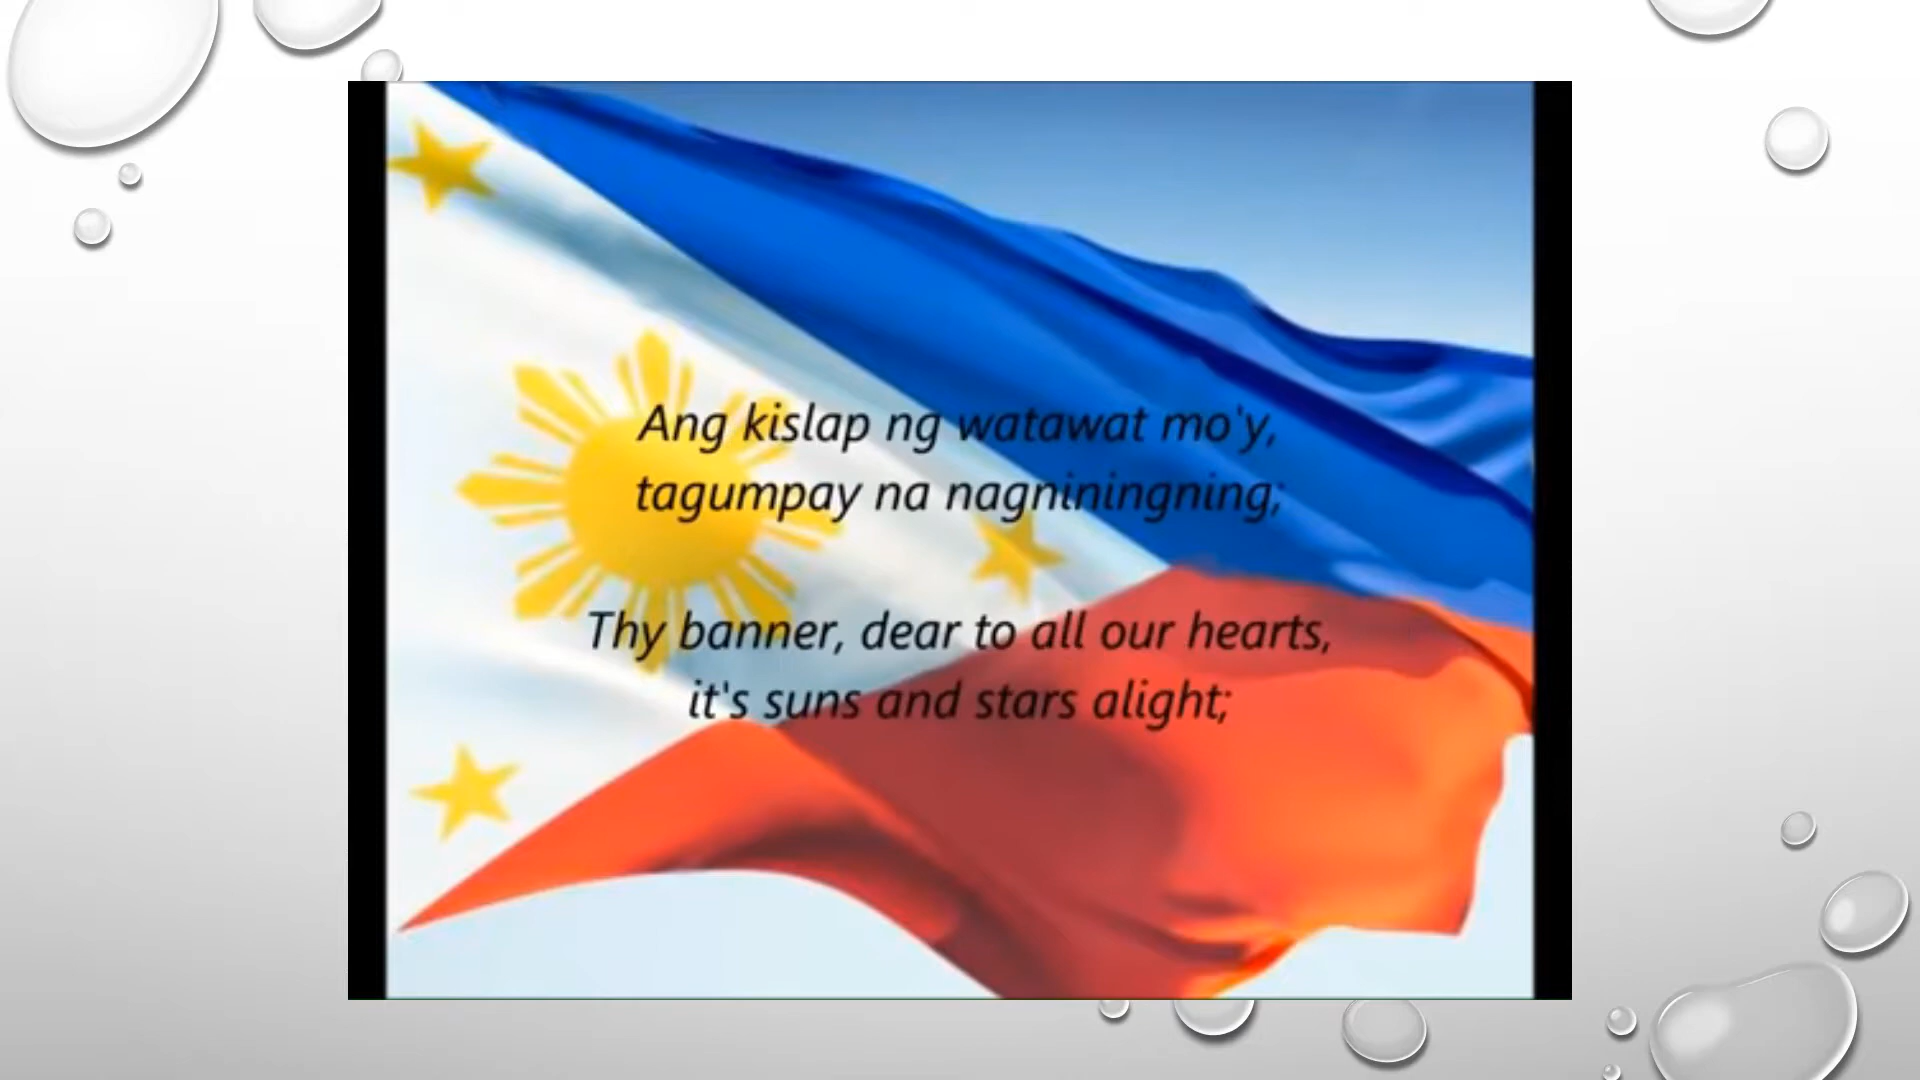 Ang kislap ng watawat mo'y,
tagumpay na nagniningning;
Thy banner, dear to all our hearts,
it's suns and stars alight;